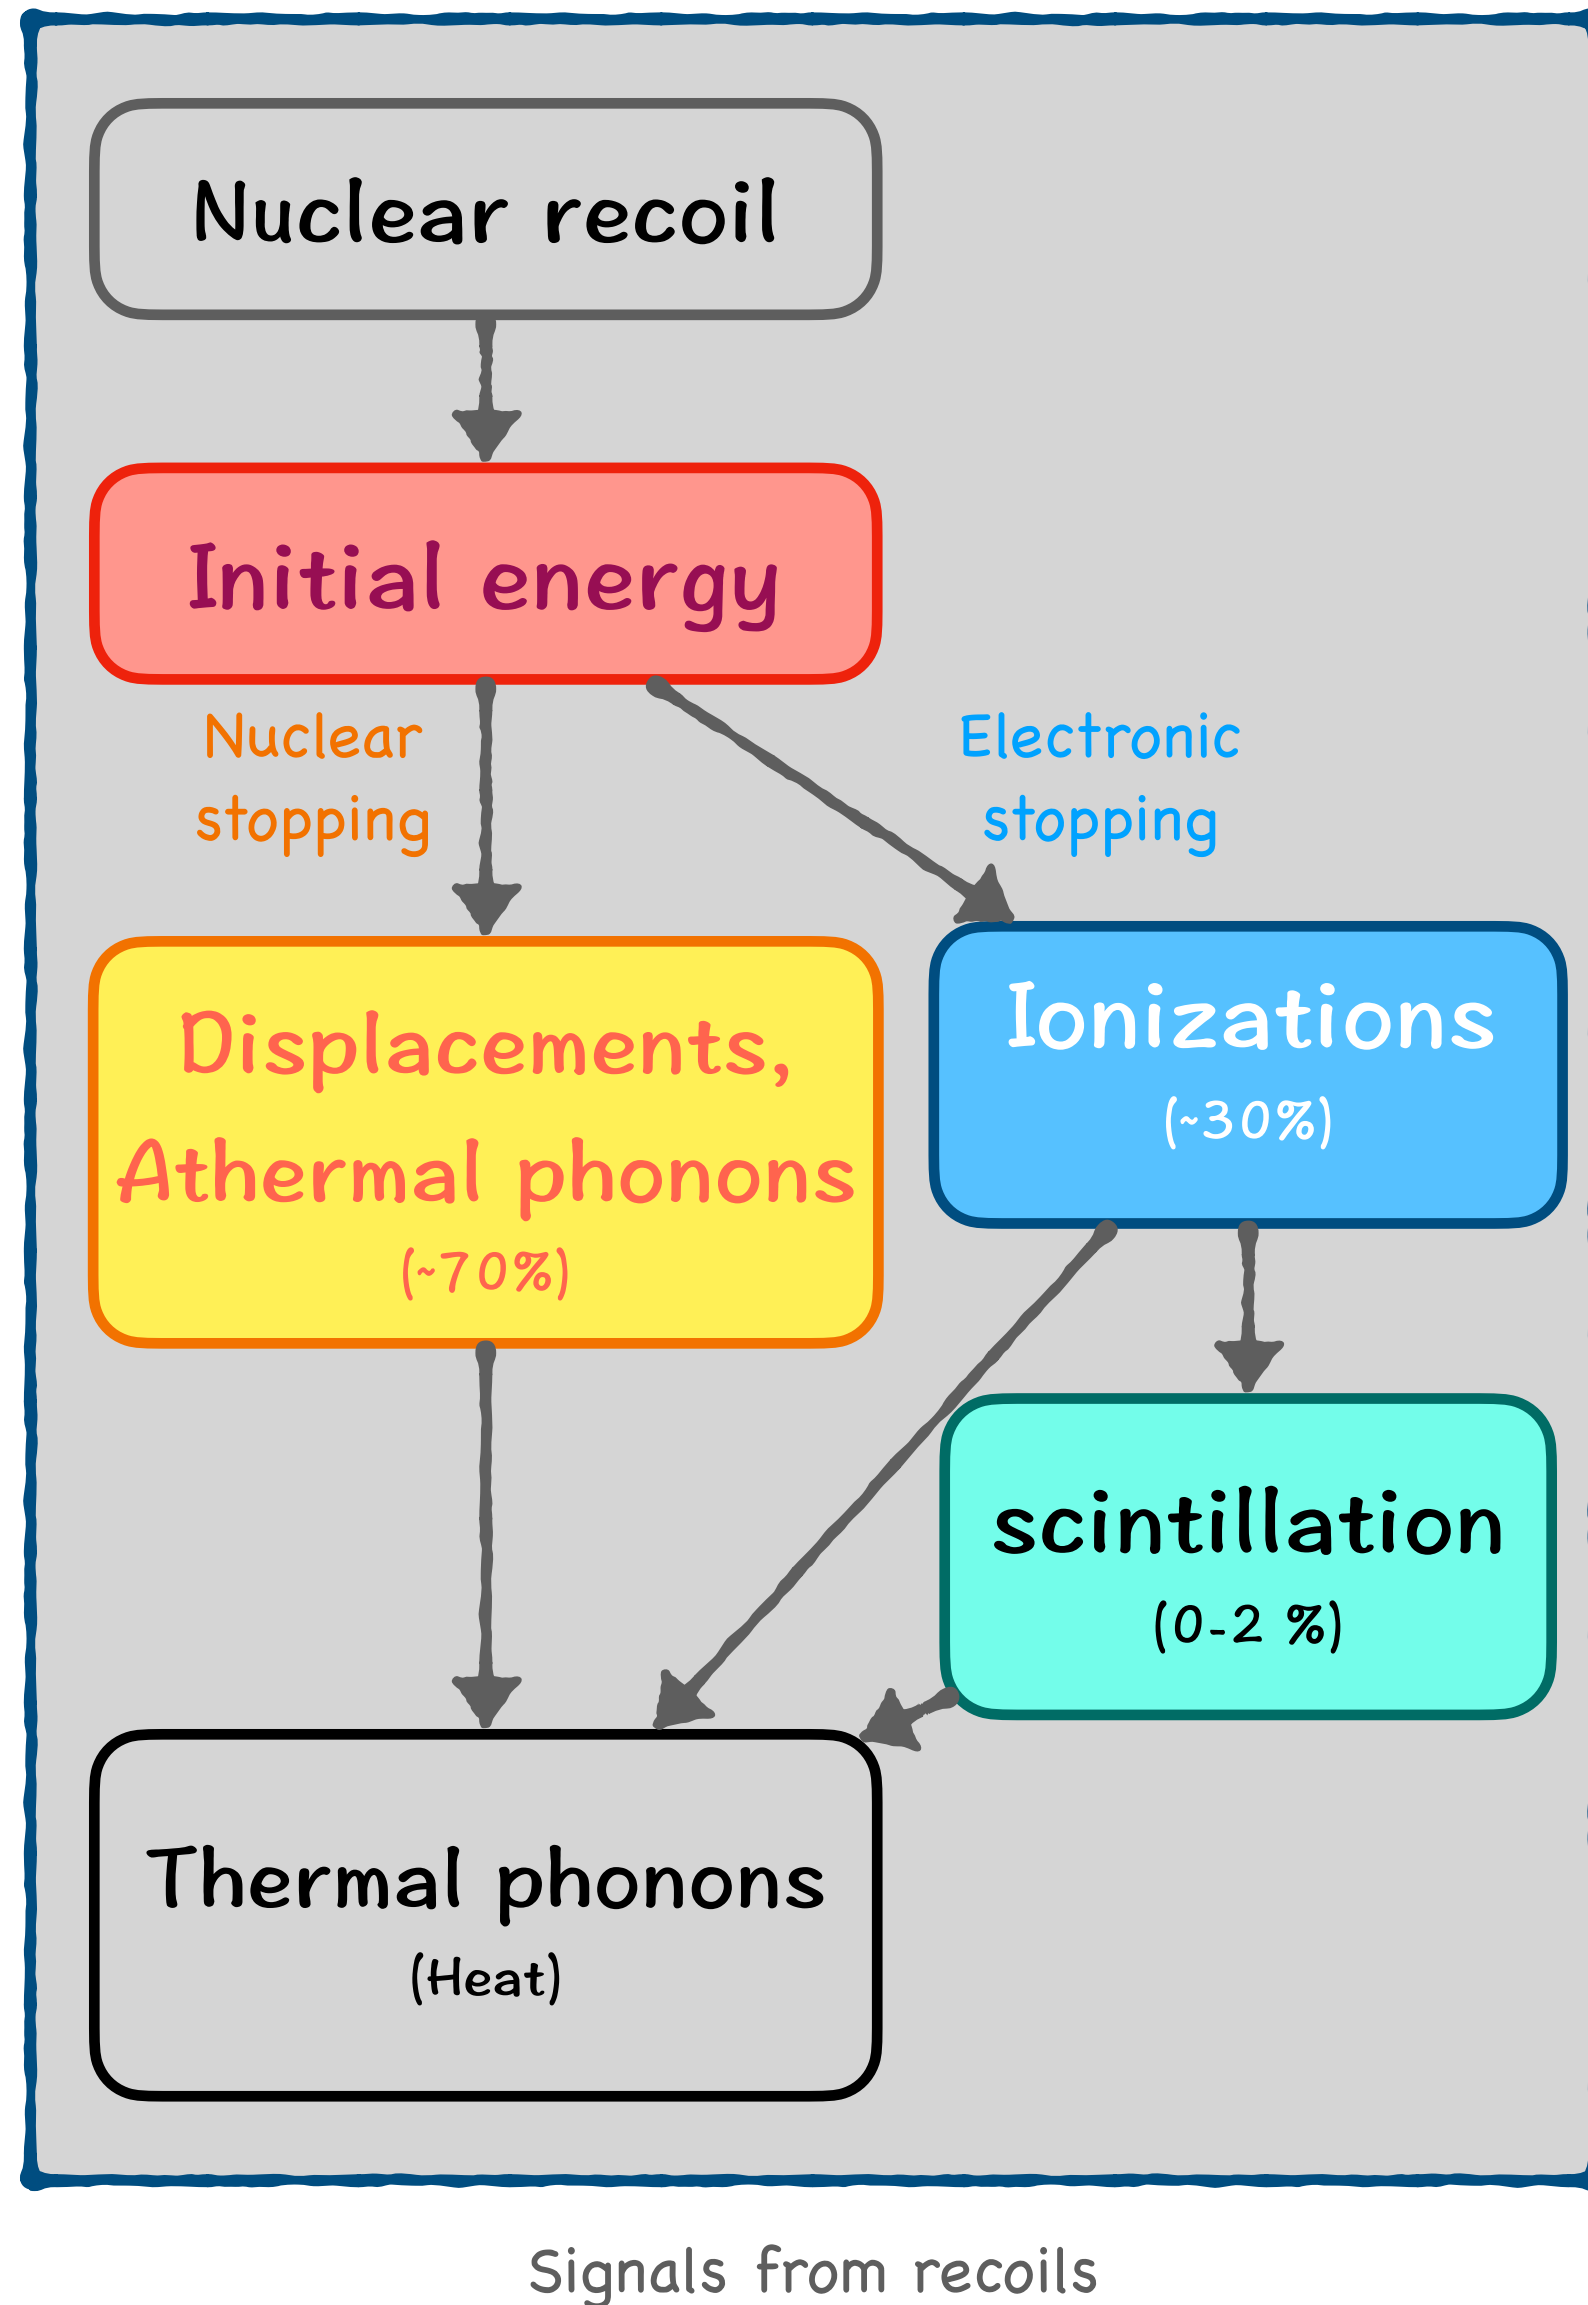 Nuclear recoil
Initial energy
Nuclear
stopping
Electronic
stopping
Displacements,
Athermal phonons
(~70%)
Ionizations
(~30%)
scintillation
(0-2 %)
Thermal phonons
(Heat)
Signals from recoils